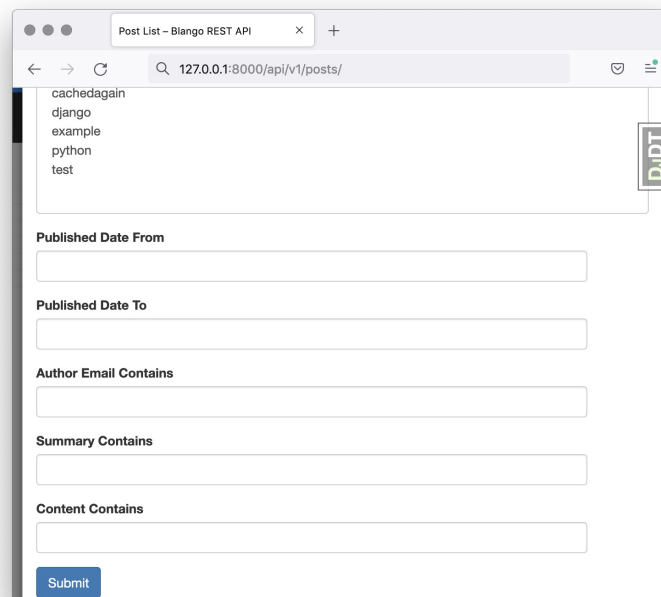 Post List – Blango REST API
127.0.0.1:8000/api/v1/posts/
cachedagain
django
example
python
test
DjDT
Published Date From
Published Date To
Author Email Contains
Summary Contains
Content Contains
Submit